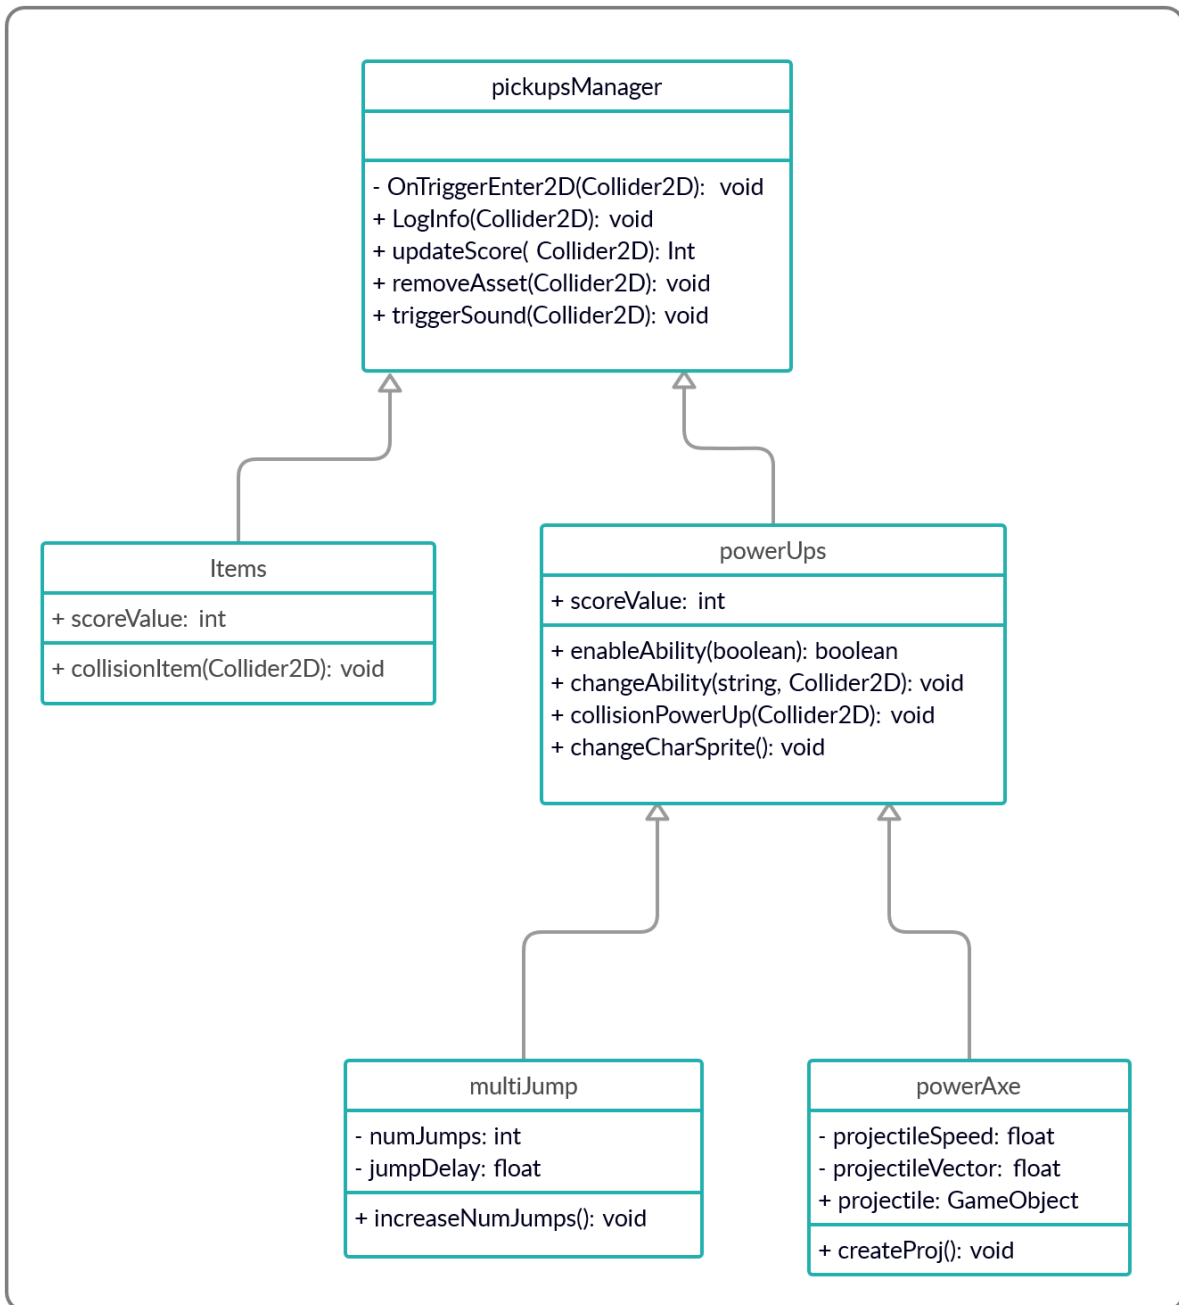 pickupsManager
- OnTriggerEnter2D(Collider2D): void
+ LogInfo(Collider2D): void
+ updateScore( Collider2D): Int
+ removeAsset(Collider2D): void
+ triggerSound(Collider2D): void
Items
+ scoreValue: int
+ collisionItem(Collider2D): void
powerUps
+ scoreValue: int
+ enableAbility(boolean): boolean
+ changeAbility(string, Collider2D): void
+ collisionPowerUp(Collider2D): void
+ changeCharSprite(): void
multiJump
- numJumps: int
- jumpDelay: float
+ increaseNumJumps(): void
powerAxe
- projectileSpeed: float
- projectileVector: float
+ projectile: GameObject
+ createProj(): void